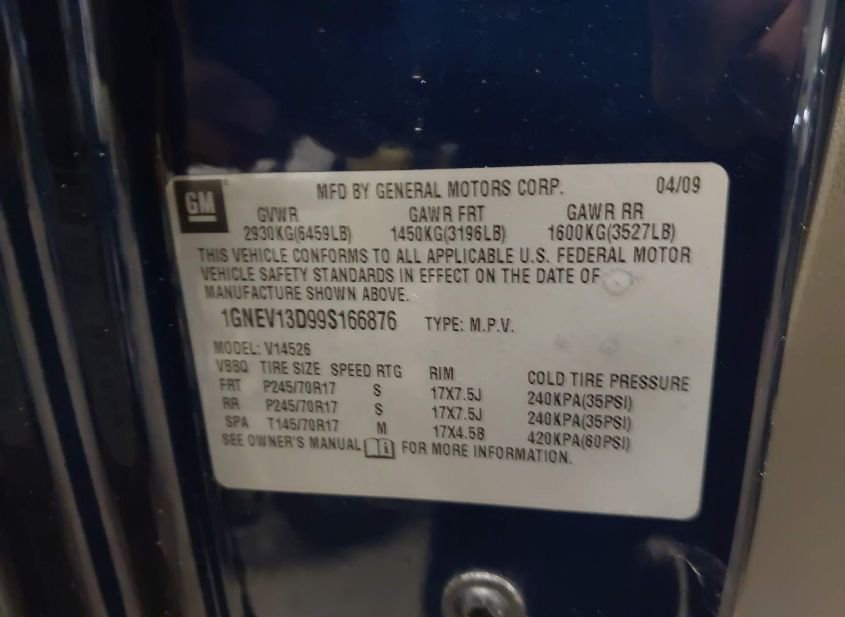 GM MFD BY GENERAL MOTORS CORP. 04/09
GVWR GAWR FRT GAWR RR
2930KG(6459LB) 1450KG(3196LB) 1600KG(3527LB)
THIS VEHICLE CONFORMS TO ALL APPLICABLE U.S. FEDERAL MOTOR
VEHICLE SAFETY STANDARDS IN EFFECT ON THE DATE OF
MANUFACTURE SHOWN ABOVE.
1GNEV13D99S166876 TYPE: M.P.V.
MODEL: V14526
VBBQ TIRE SIZE SPEED RTG RIM COLD TIRE PRESSURE
FRT P245/70R17 S 17X7.5J 240KPA(35PSI)
RR P245/70R17 S 17X7.5J 240KPA(35PSI)
SPA T145/70R17 M 17X4.5B 420KPA(60PSI)
SEE OWNER'S MANUAL FOR MORE INFORMATION.